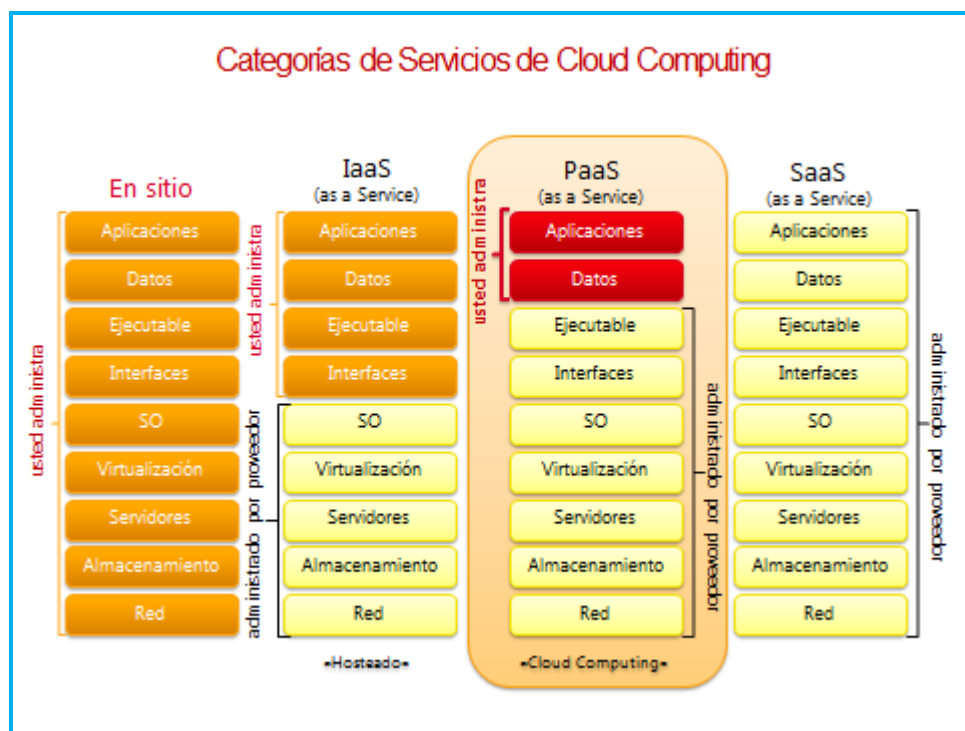 Categorías de Servicios de Cloud Computing
En sitio
usted administra
Aplicaciones
Datos
Ejecutable
Interfaces
SO
Virtualización
Servidores
Almacenamiento
Red
IaaS
(as a Service)
usted administra
administrado por proveedor
Aplicaciones
Datos
Ejecutable
Interfaces
SO
Virtualización
Servidores
Almacenamiento
Red
-Hosteado-
PaaS
(as a Service)
usted administra
Aplicaciones
Datos
Ejecutable
Interfaces
SO
Virtualización
Servidores
Almacenamiento
Red
administrado por proveedor
-Cloud Computing-
SaaS
(as a Service)
Aplicaciones
Datos
Ejecutable
Interfaces
SO
Virtualización
Servidores
Almacenamiento
Red
administrado por proveedor